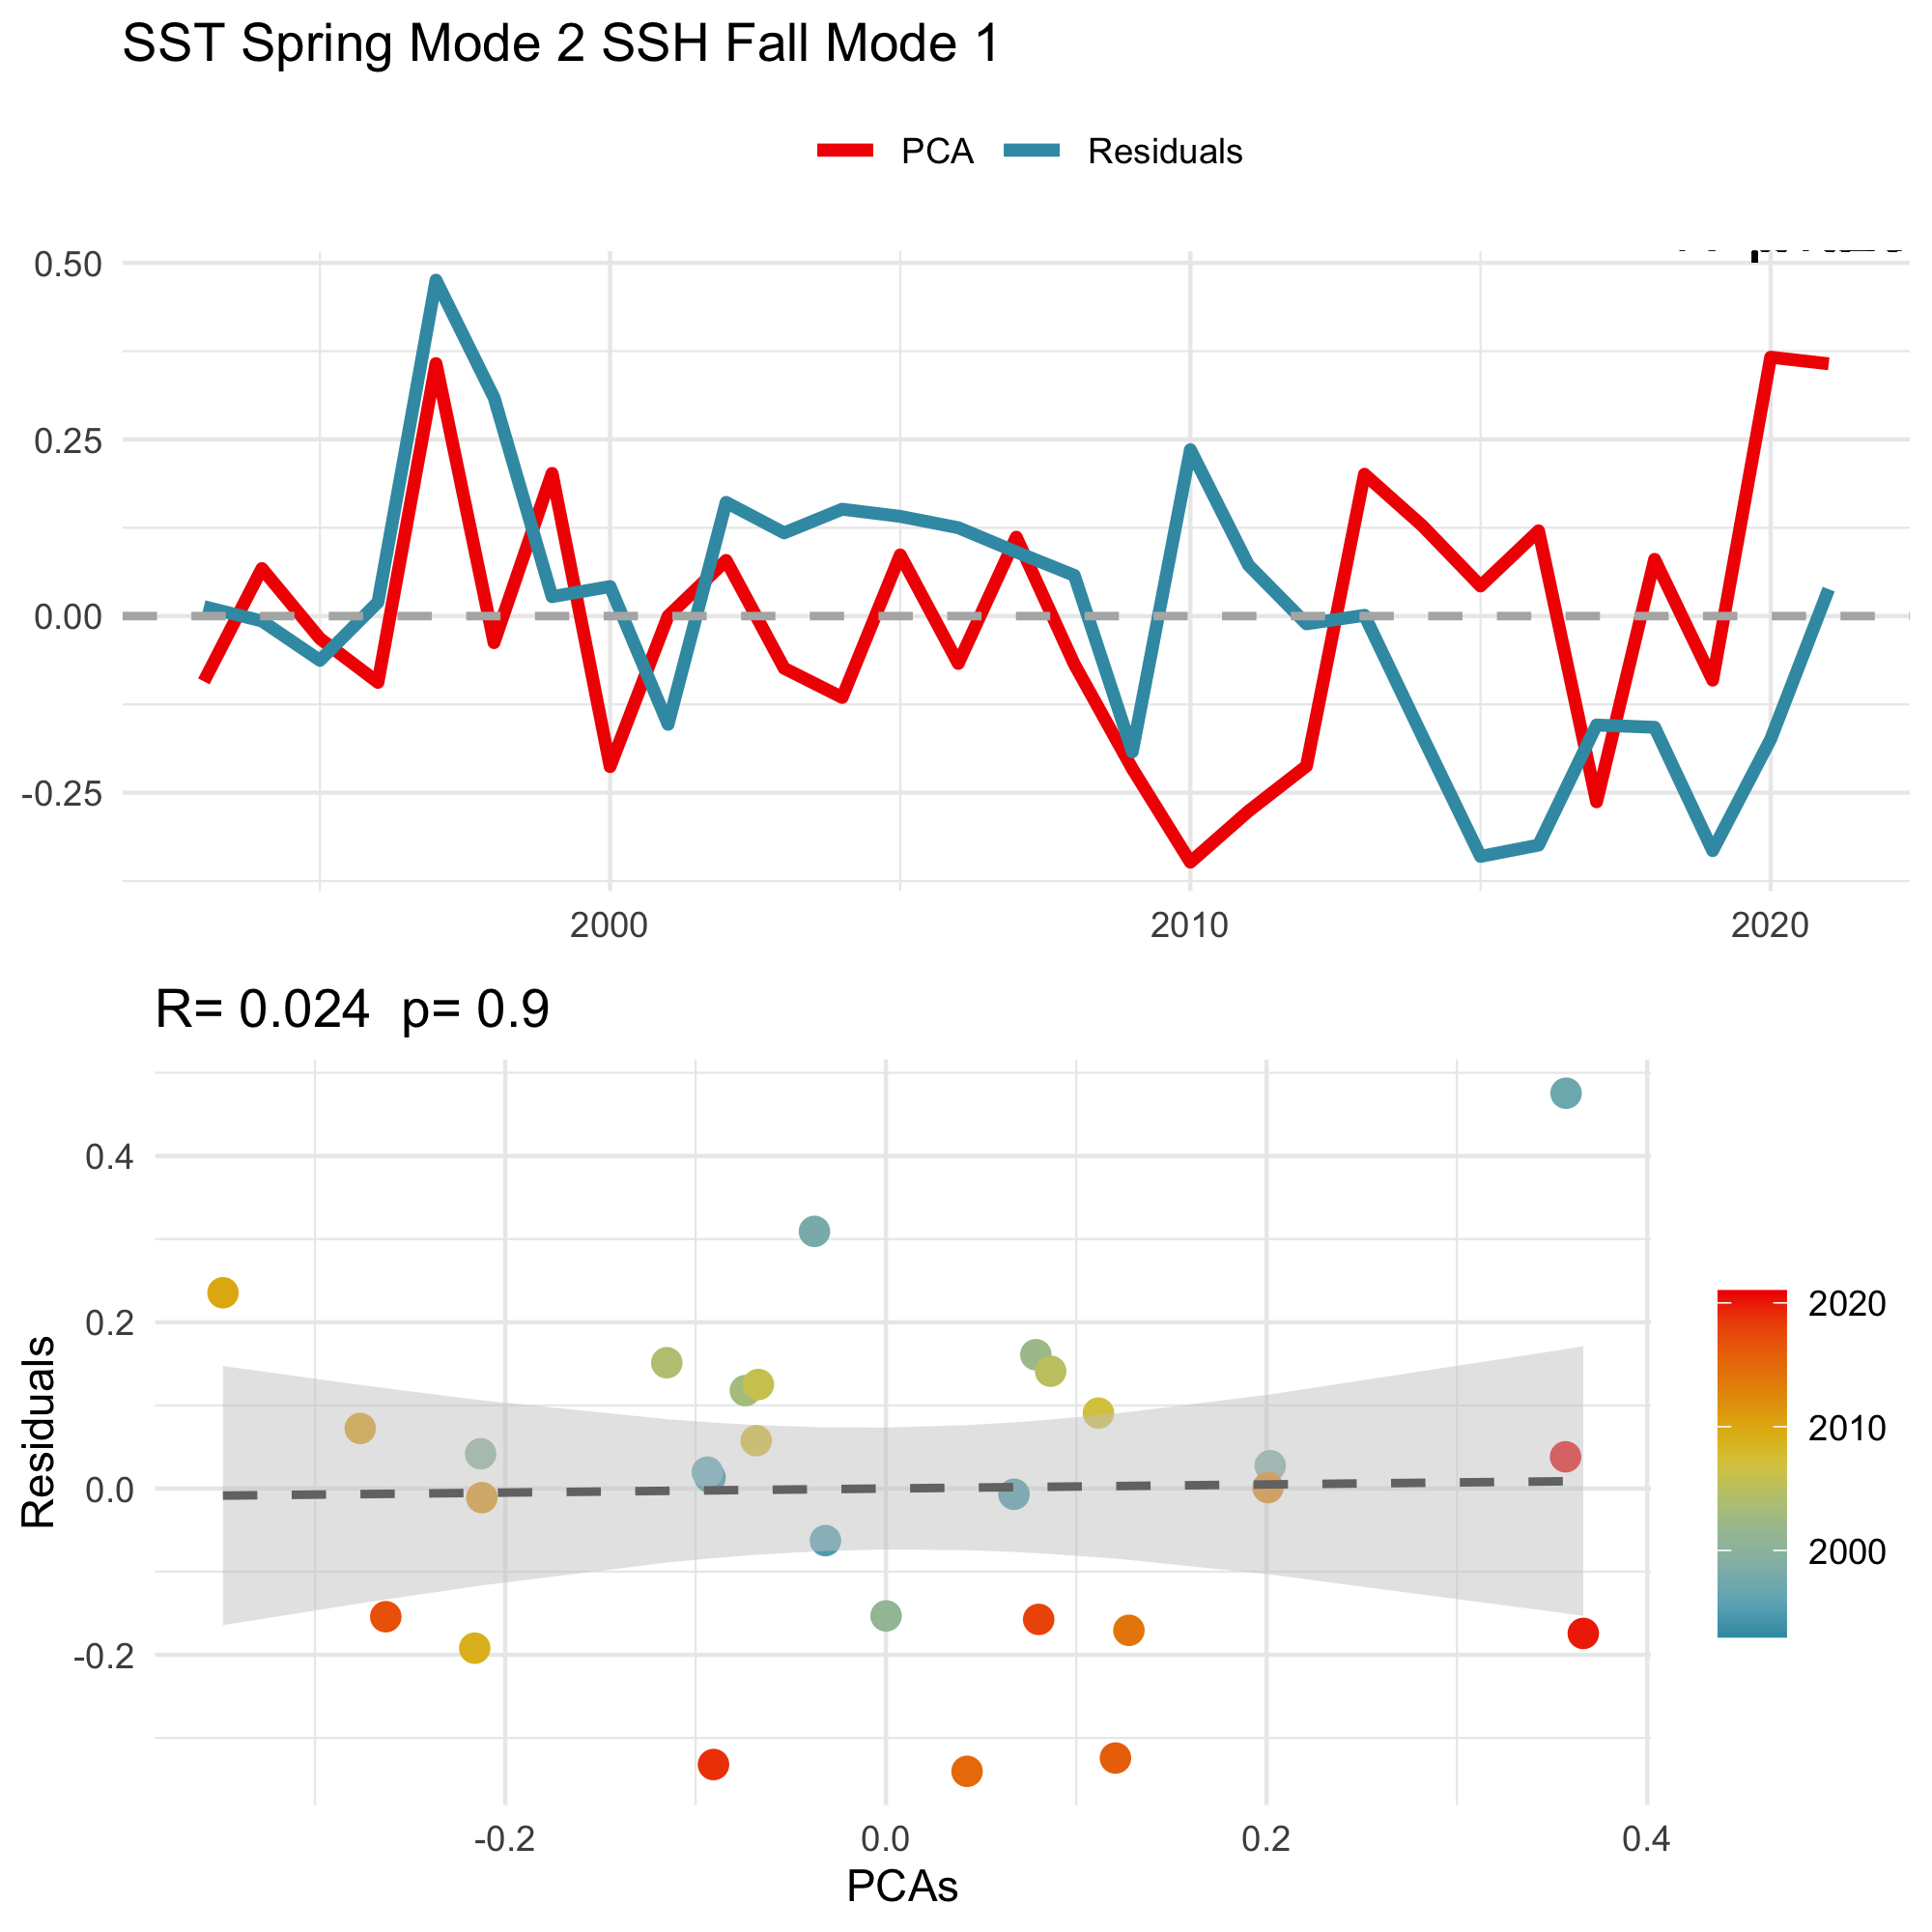 SST Spring Mode 2 SSH Fall Mode 1
PCA Residuals
0.50
0.25
0.00
-0.25
2000 2010 2020
R= 0.024 p= 0.9
Residuals
0.4
0.2
0.0
-0.2
-0.2 0.0 0.2 0.4
PCAs
2020
2010
2000